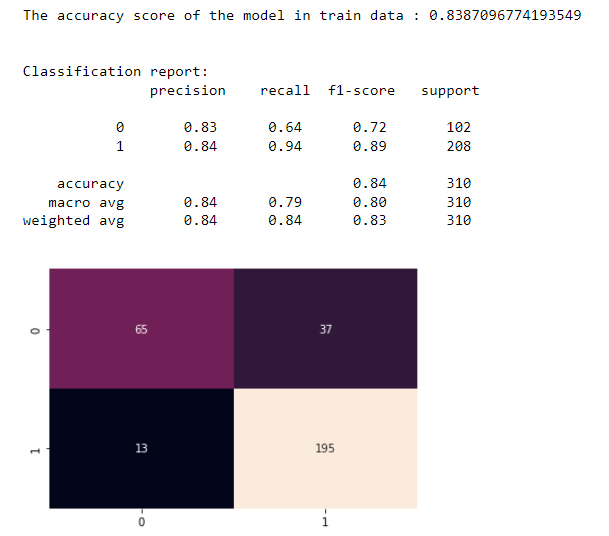 The accuracy score of the model in train data : 0.8387096774193549
Classification report:
precision recall f1-score support
0 0.83 0.64 0.72 102
1 0.84 0.94 0.89 208
accuracy 0.84 310
macro avg 0.84 0.79 0.80 310
weighted avg 0.84 0.84 0.83 310
0 65 37
1 13 195
0 1